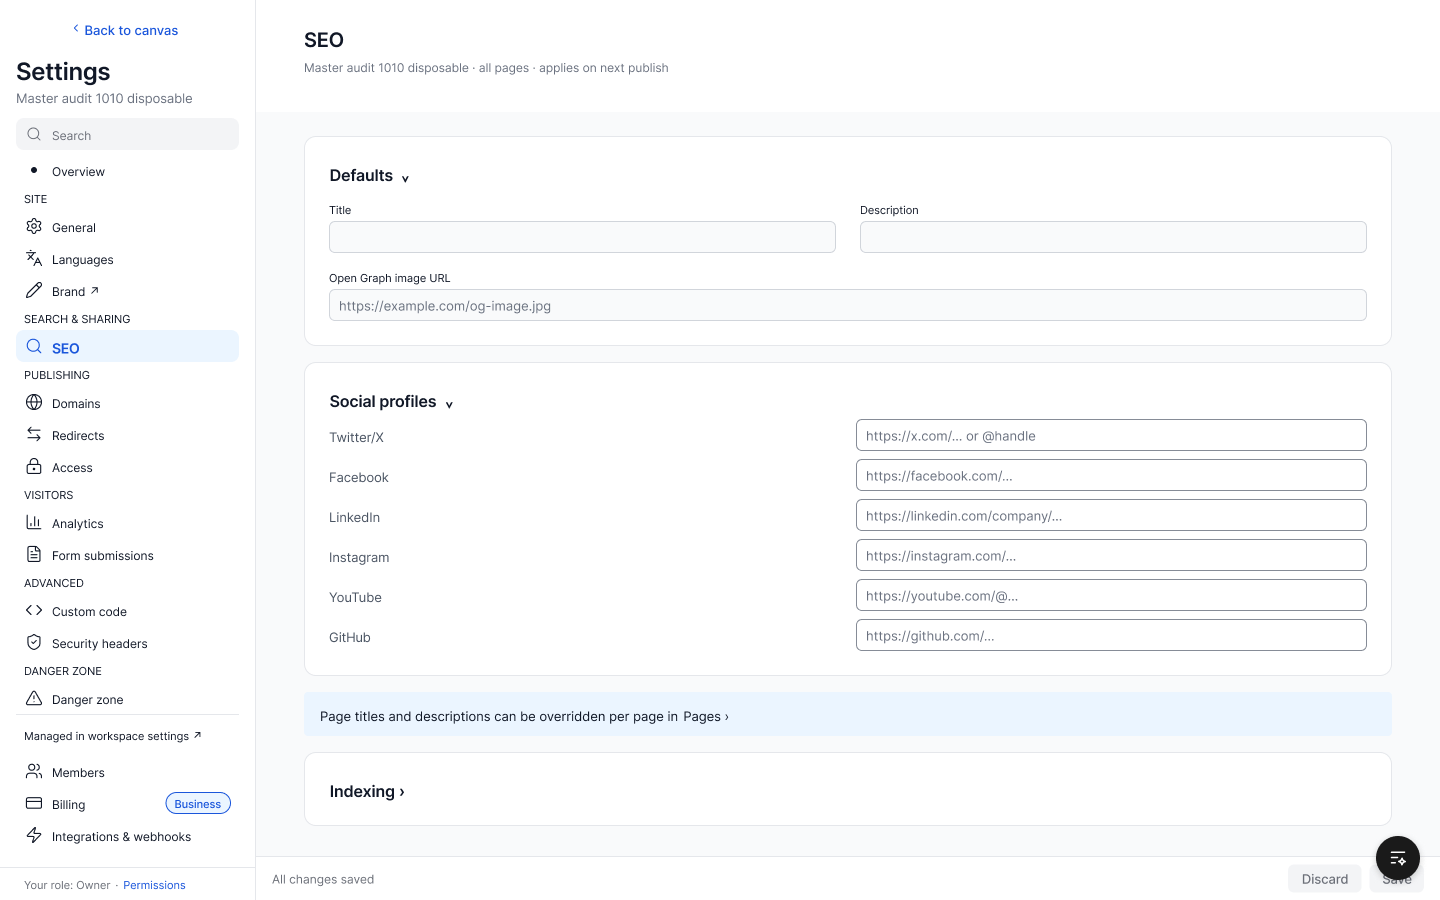 Back to canvas
Settings
Master audit 1010 disposable
Search
Overview
SITE
General
Languages
Brand ↗
SEARCH & SHARING
SEO
PUBLISHING
Domains
Redirects
Access
VISITORS
Analytics
Form submissions
ADVANCED
Custom code
Security headers
DANGER ZONE
Danger zone
Managed in workspace settings ↗
Members
Billing Business
Integrations & webhooks
Your role: Owner · Permissions
SEO
Master audit 1010 disposable · all pages · applies on next publish
Defaults
Title Description
Open Graph image URL
https://example.com/og-image.jpg
Social profiles
Twitter/X https://x.com/... or @handle
Facebook https://facebook.com/...
LinkedIn https://linkedin.com/company/...
Instagram https://instagram.com/...
YouTube https://youtube.com/@...
GitHub https://github.com/...
Page titles and descriptions can be overridden per page in Pages ›
Indexing ›
All changes saved Discard Save